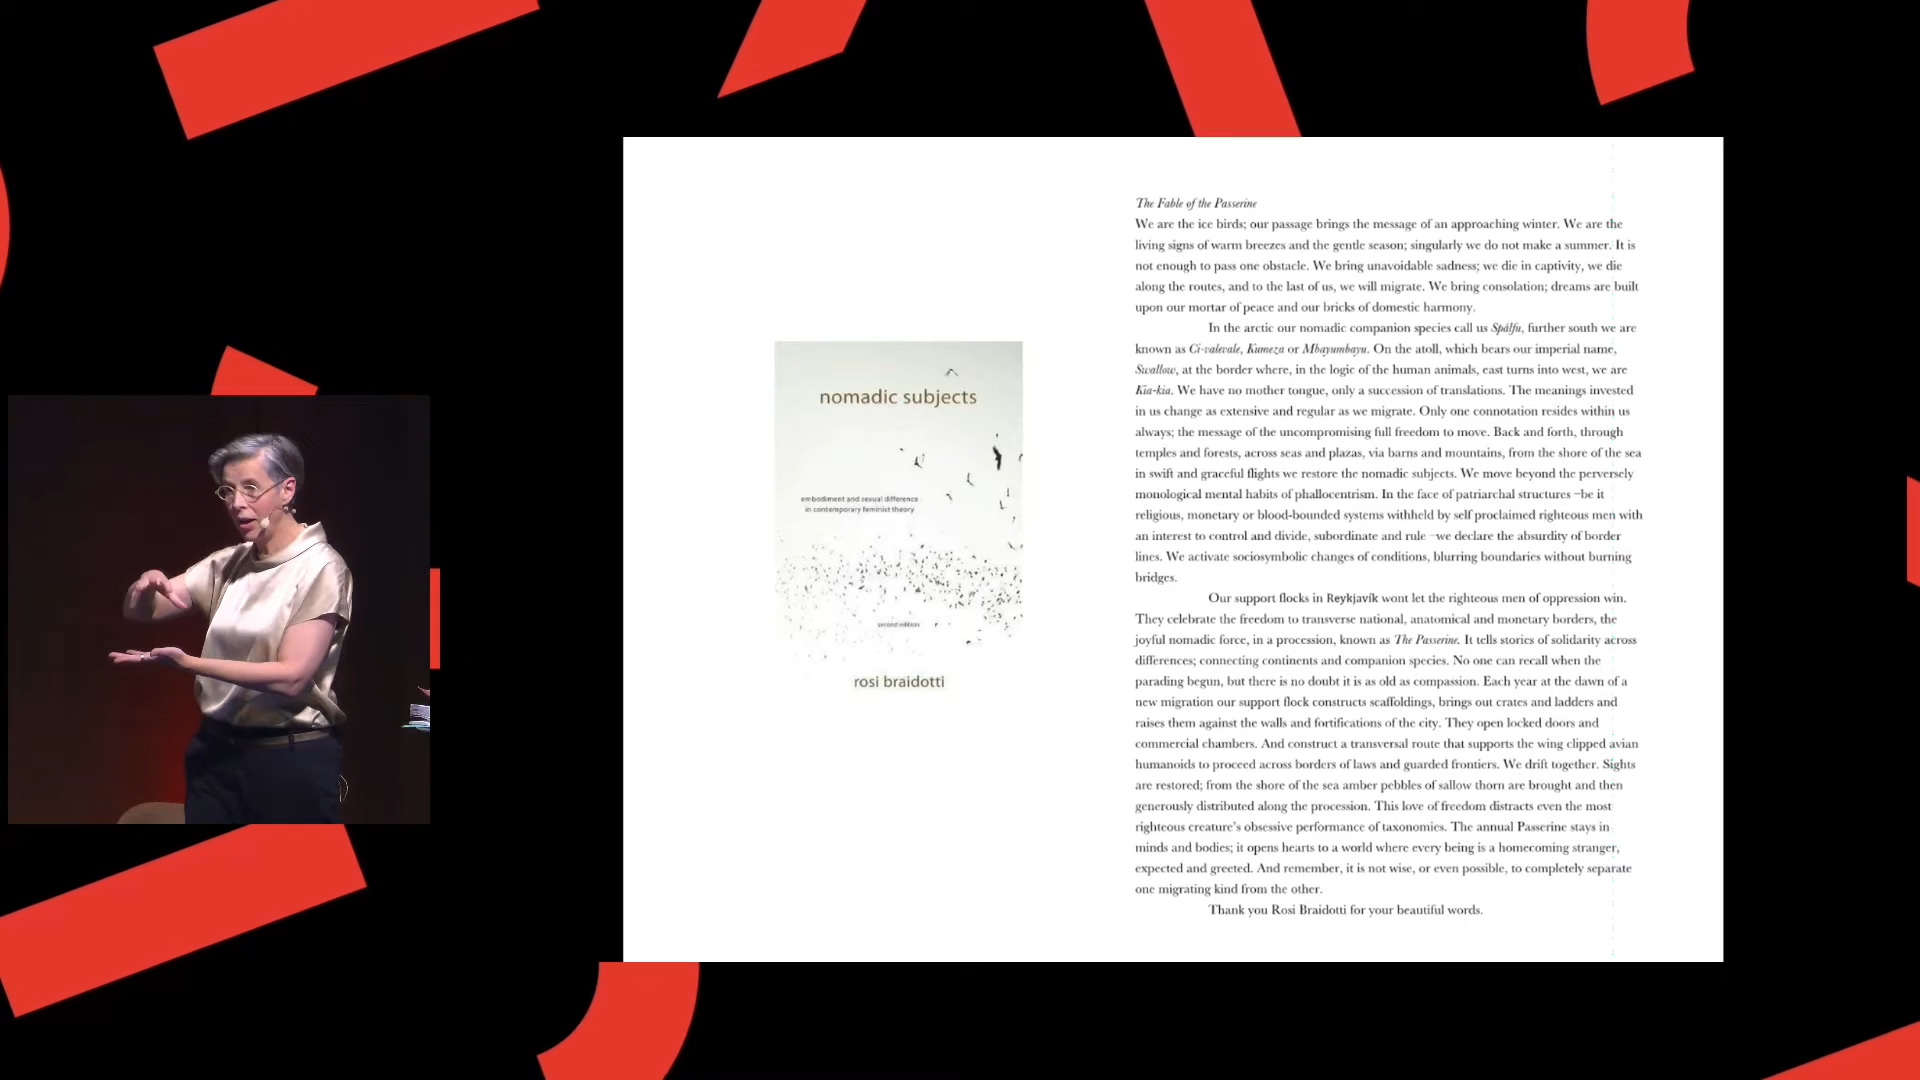 nomadic subjects
embodiment and sexual difference
in contemporary feminist theory
second edition
rosi braidotti
The Fable of the Passerine
We are the ice birds; our passage brings the message of an approaching winter. We are the
living signs of warm breezes and the gentle season; singularly we do not make a summer. It is
not enough to pass one obstacle. We bring unavoidable sadness; we die in captivity, we die
along the routes, and to the last of us, we will migrate. We bring consolation; dreams are built
upon our mortar of peace and our bricks of domestic harmony.
In the arctic our nomadic companion species call us Spálfu, further south we are
known as Ci-valevale, Kumeza or Mbayumbayu. On the atoll, which bears our imperial name,
Swallow, at the border where, in the logic of the human animals, east turns into west, we are
Kia-kia. We have no mother tongue, only a succession of translations. The meanings invested
in us change as extensive and regular as we migrate. Only one connotation resides within us
always; the message of the uncompromising full freedom to move. Back and forth, through
temples and forests, across seas and plazas, via barns and mountains, from the shore of the sea
in swift and graceful flights we restore the nomadic subjects. We move beyond the perversely
monological mental habits of phallocentrism. In the face of patriarchal structures –be it
religious, monetary or blood-bounded systems withheld by self proclaimed righteous men with
an interest to control and divide, subordinate and rule –we declare the absurdity of border
lines. We activate sociosymbolic changes of conditions, blurring boundaries without burning
bridges.
Our support flocks in Reykjavík wont let the righteous men of oppression win.
They celebrate the freedom to transverse national, anatomical and monetary borders, the
joyful nomadic force, in a procession, known as The Passerine. It tells stories of solidarity across
differences; connecting continents and companion species. No one can recall when the
parading begun, but there is no doubt it is as old as compassion. Each year at the dawn of a
new migration our support flock constructs scaffoldings, brings out crates and ladders and
raises them against the walls and fortifications of the city. They open locked doors and
commercial chambers. And construct a transversal route that supports the wing clipped avian
humanoids to proceed across borders of laws and guarded frontiers. We drift together. Sights
are restored; from the shore of the sea amber pebbles of sallow thorn are brought and then
generously distributed along the procession. This love of freedom distracts even the most
righteous creature's obsessive performance of taxonomies. The annual Passerine stays in
minds and bodies; it opens hearts to a world where every being is a homecoming stranger,
expected and greeted. And remember, it is not wise, or even possible, to completely separate
one migrating kind from the other.
Thank you Rosi Braidotti for your beautiful words.